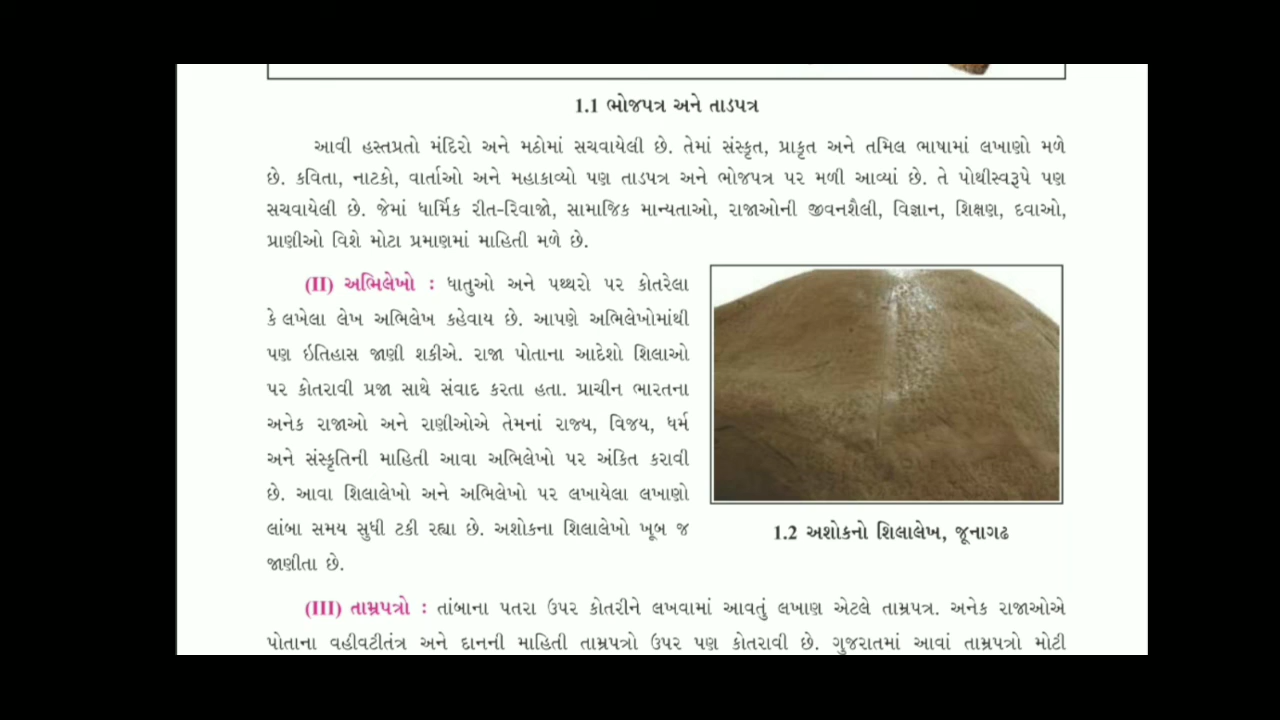 1.1 ભોજપત્ર અને તાડપત્ર
આવી હસ્તપ્રતો મંદિરો અને મઠોમાં સચવાયેલી છે. તેમાં સંસ્કૃત, પ્રાકૃત અને તમિલ ભાષામાં લખાણો મળે
છે. કવિતા, નાટકો, વાર્તાઓ અને મહાકાવ્યો પણ તાડપત્ર અને ભોજપત્ર પર મળી આવ્યાં છે. તે પોથીસ્વરૂપે પણ
સચવાયેલી છે. જેમાં ધાર્મિક રીત-રિવાજો, સામાજિક માન્યતાઓ, રાજાઓની જીવનશૈલી, વિજ્ઞાન, શિક્ષણ, દવાઓ,
પ્રાણીઓ વિશે મોટા પ્રમાણમાં માહિતી મળે છે.
(II) અભિલેખો : ધાતુઓ અને પથ્થરો પર કોતરેલા
કે લખેલા લેખ અભિલેખ કહેવાય છે. આપણે અભિલેખોમાંથી
પણ ઇતિહાસ જાણી શકીએ. રાજા પોતાના આદેશો શિલાઓ
પર કોતરાવી પ્રજા સાથે સંવાદ કરતા હતા. પ્રાચીન ભારતના
અનેક રાજાઓ અને રાણીઓએ તેમનાં રાજ્ય, વિજય, ધર્મ
અને સંસ્કૃતિની માહિતી આવા અભિલેખો પર અંકિત કરાવી
છે. આવા શિલાલેખો અને અભિલેખો પર લખાયેલા લખાણો
લાંબા સમય સુધી ટકી રહ્યા છે. અશોકના શિલાલેખો ખૂબ જ
જાણીતા છે.
1.2 અશોકનો શિલાલેખ, જૂનાગઢ
(III) તામ્રપત્રો : તાંબાના પતરા ઉપર કોતરીને લખવામાં આવતું લખાણ એટલે તામ્રપત્ર. અનેક રાજાઓએ
પોતાના વહીવટીતંત્ર અને દાનની માહિતી તામ્રપત્રો ઉપર પણ કોતરાવી છે. ગુજરાતમાં આવાં તામ્રપત્રો મોટી